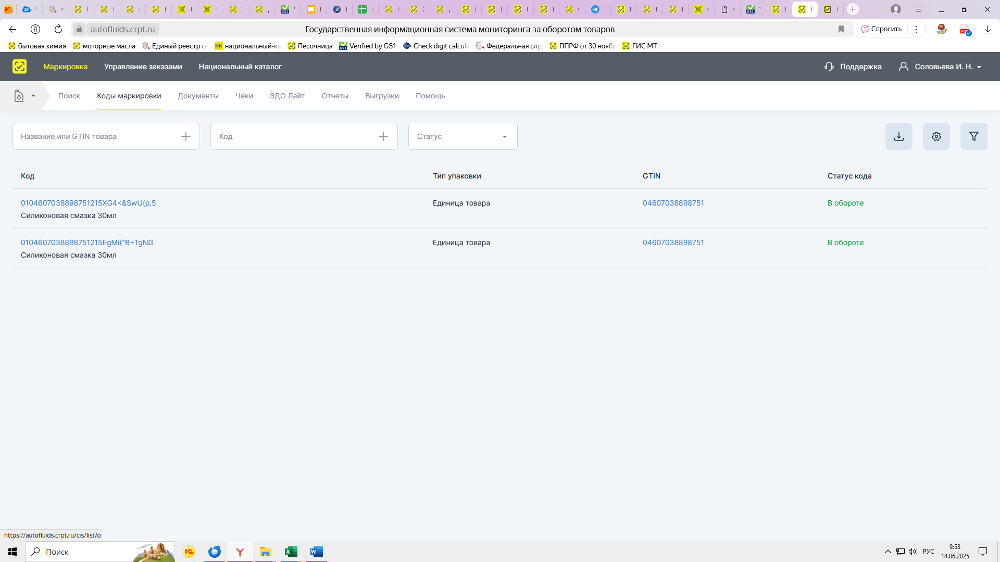 autofluids.crpt.ru
Государственная информационная система мониторинга за оборотом товаров
Спросить
бытовая химия
моторные масла
Единый реестр се
национальный-ка
Песочница
Verified by GS1
Check digit calcula
Федеральная слу
ППРФ от 30 нояб
ГИС МТ
Маркировка
Управление заказами
Национальный каталог
Поддержка
Соловьева И. Н.
Поиск
Коды маркировки
Документы
Чеки
ЭДО Лайт
Отчеты
Выгрузки
Помощь
Название или GTIN товара
Код
Статус
Код
Тип упаковки
GTIN
Статус кода
0104607038898751215XG4<&SwU(p,5
Единица товара
04607038898751
В обороте
Силиконовая смазка 30мл
0104607038898751215EgMi("B+TgNG
Единица товара
04607038898751
В обороте
Силиконовая смазка 30мл
https://autofluids.crpt.ru/cis/list/o
Поиск
РУС
9:53
14.06.2025